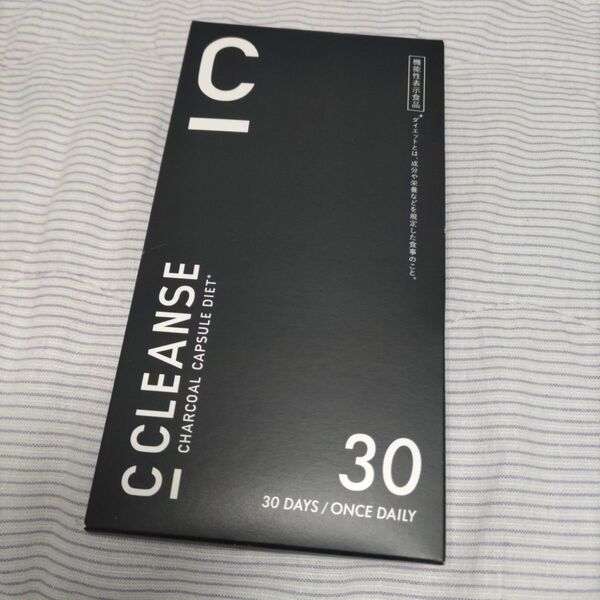 C
機能性表示食品
*ダイエットとは、成分や栄養などを規定した食事のこと。
C CLEANSE
CHARCOAL CAPSULE DIET*
30
30 DAYS / ONCE DAILY